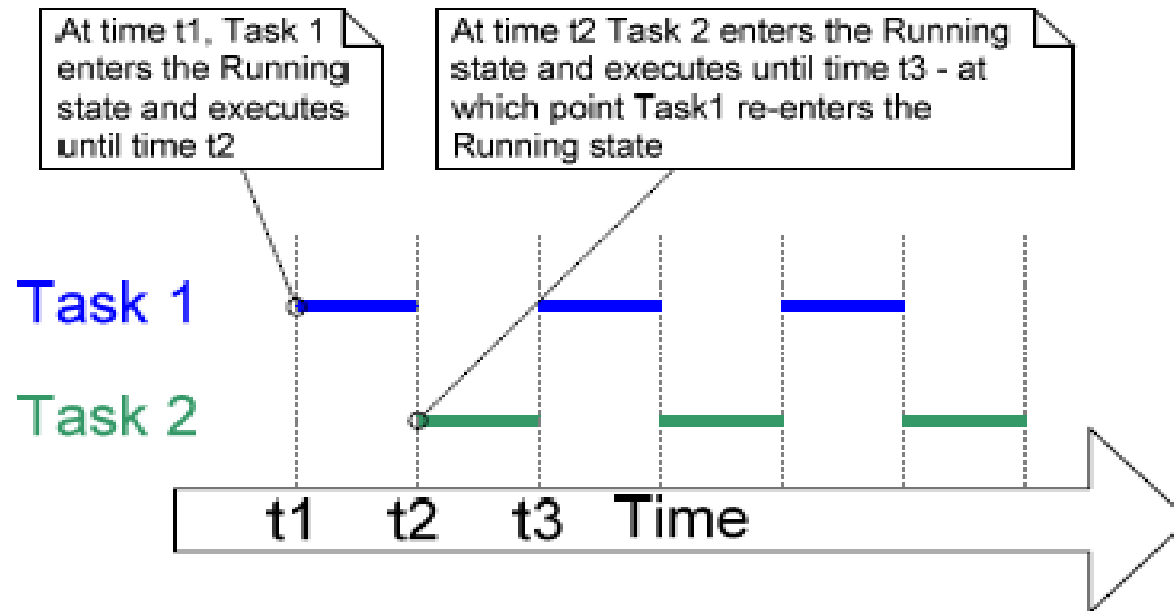 At time t1, Task 1
enters the Running
state and executes
until time t2
At time t2 Task 2 enters the Running
state and executes until time t3 - at
which point Task1 re-enters the
Running state
Task 1
Task 2
t1 t2 t3 Time